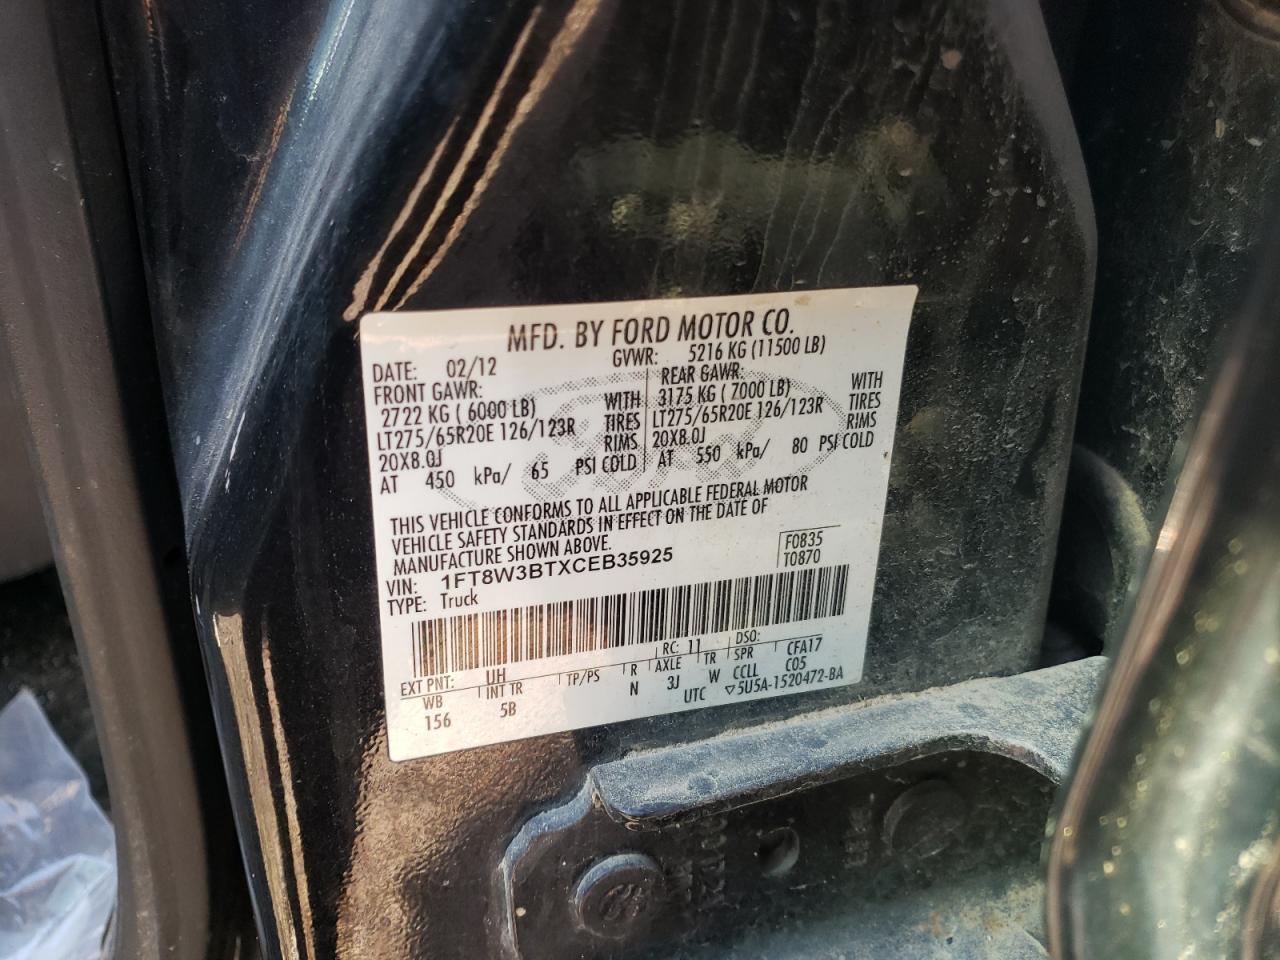 MFD. BY FORD MOTOR CO.
DATE: 02/12 GVWR: 5216 KG (11500 LB)
FRONT GAWR: REAR GAWR:
2722 KG ( 6000 LB) WITH 3175 KG ( 7000 LB) WITH
LT275/65R20E 126/123R TIRES LT275/65R20E 126/123R TIRES
20X8.0J RIMS 20X8.0J RIMS
AT 450 kPa/ 65 PSI COLD AT 550 kPa/ 80 PSI COLD
THIS VEHICLE CONFORMS TO ALL APPLICABLE FEDERAL MOTOR
VEHICLE SAFETY STANDARDS IN EFFECT ON THE DATE OF
MANUFACTURE SHOWN ABOVE.
VIN: 1FT8W3BTXCEB35925 F0835
TYPE: Truck T0870
EXT PNT: UH RC: 11 DSO:
WB INT TR TP/PS R AXLE TR SPR CFA17
156 5B N 3J W CCLL C05
UTC ▽5U5A-1520472-BA